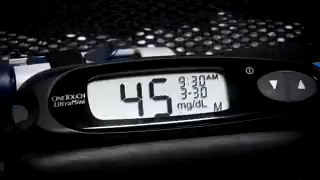 ONETOUCH
UltraMini
45
9:30AM
3-30
mg/dL
M